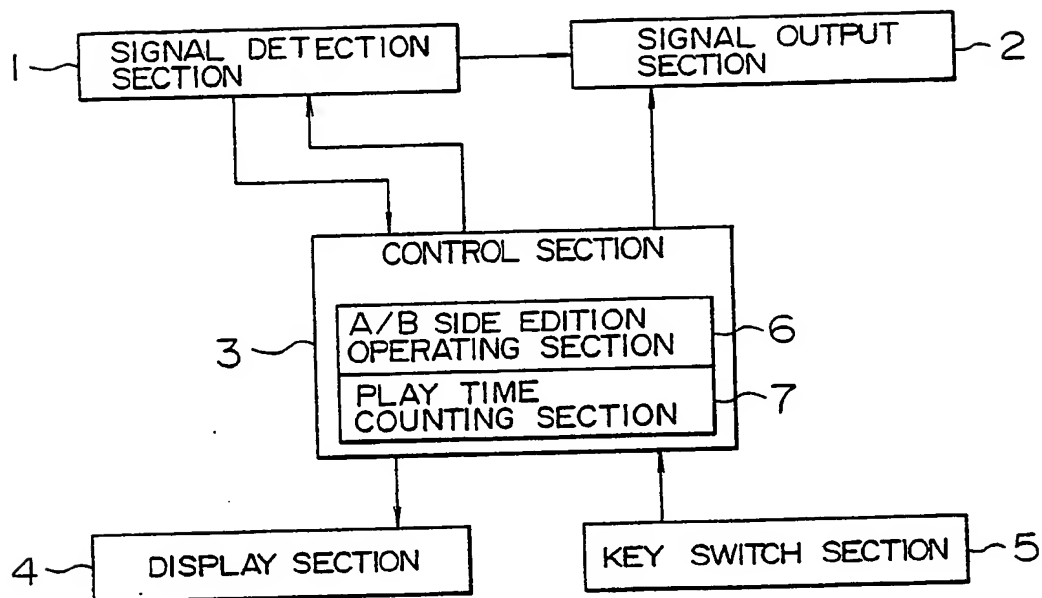 1
SIGNAL DETECTION
SECTION
SIGNAL OUTPUT
SECTION
2
CONTROL SECTION
3
A/B SIDE EDITION
OPERATING SECTION
6
PLAY TIME
COUNTING SECTION
7
4
DISPLAY SECTION
KEY SWITCH SECTION
5